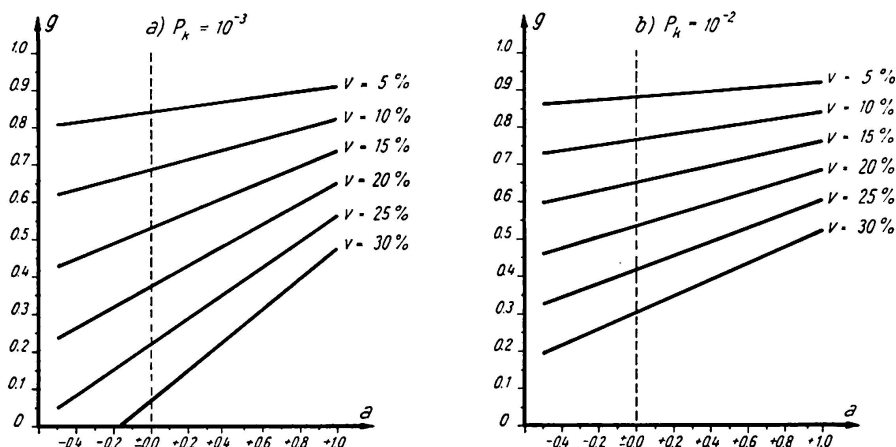 g
a) Pk = 10-3
1.0
0.9
v = 5 %
0.8
v = 10 %
0.7
v = 15 %
0.6
v = 20 %
0.5
v = 25 %
0.4
v = 30 %
0.3
0.2
0.1
0
a
-0.4 -0.2 ±0.0 +0.2 +0.4 +0.6 +0.8 +1.0
g
b) Pk = 10-2
1.0
0.9
v = 5 %
0.8
v = 10 %
0.7
v = 15 %
0.6
v = 20 %
0.5
v = 25 %
0.4
v = 30 %
0.3
0.2
0.1
0
a
-0.4 -0.2 ±0.0 +0.2 +0.4 +0.6 +0.8 +1.0